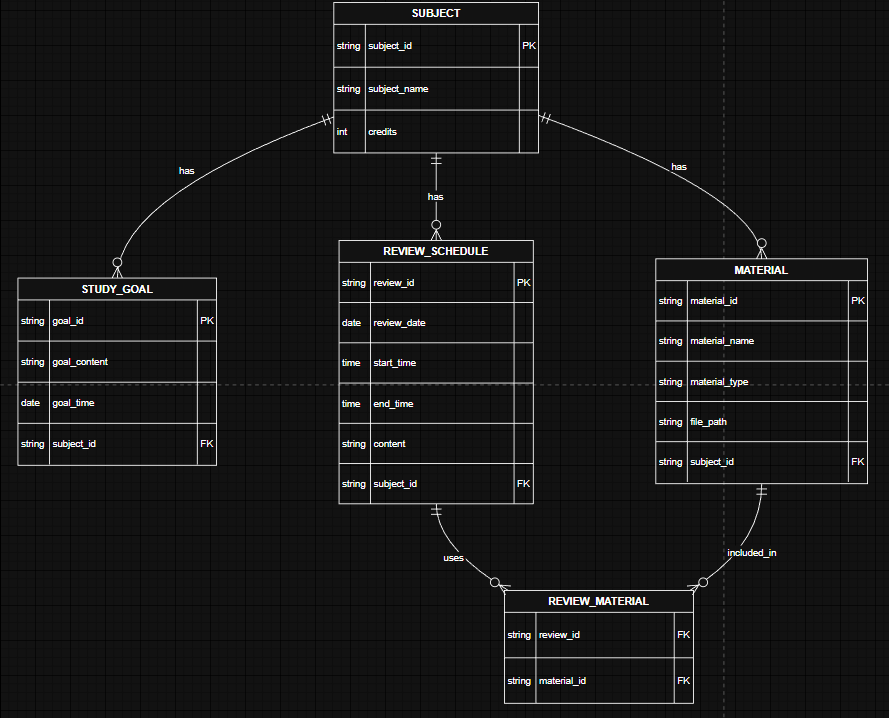 SUBJECT
string subject_id PK
string subject_name
int credits
has
has
has
STUDY_GOAL
string goal_id PK
string goal_content
date goal_time
string subject_id FK
REVIEW_SCHEDULE
string review_id PK
date review_date
time start_time
time end_time
string content
string subject_id FK
MATERIAL
string material_id PK
string material_name
string material_type
string file_path
string subject_id FK
uses
included_in
REVIEW_MATERIAL
string review_id FK
string material_id FK